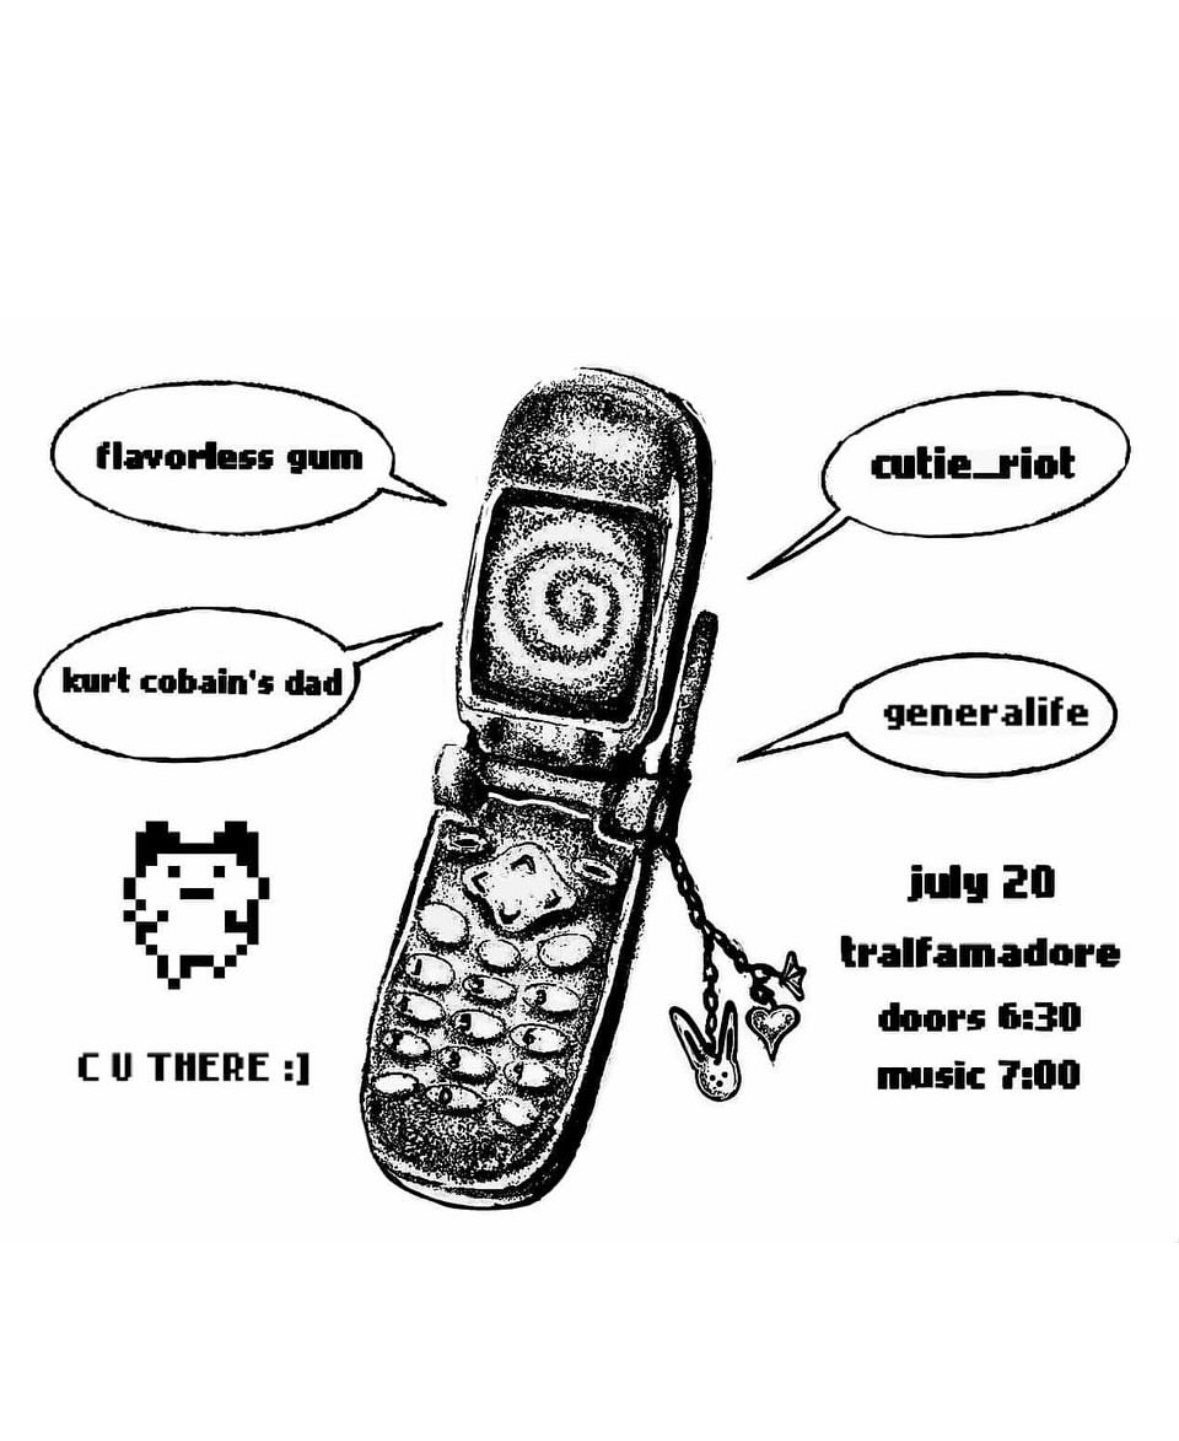 flavorless gum
cutie_riot
kurt cobain's dad
generalife
july 20
tralfamadore
doors 6:30
music 7:00
C U THERE :]